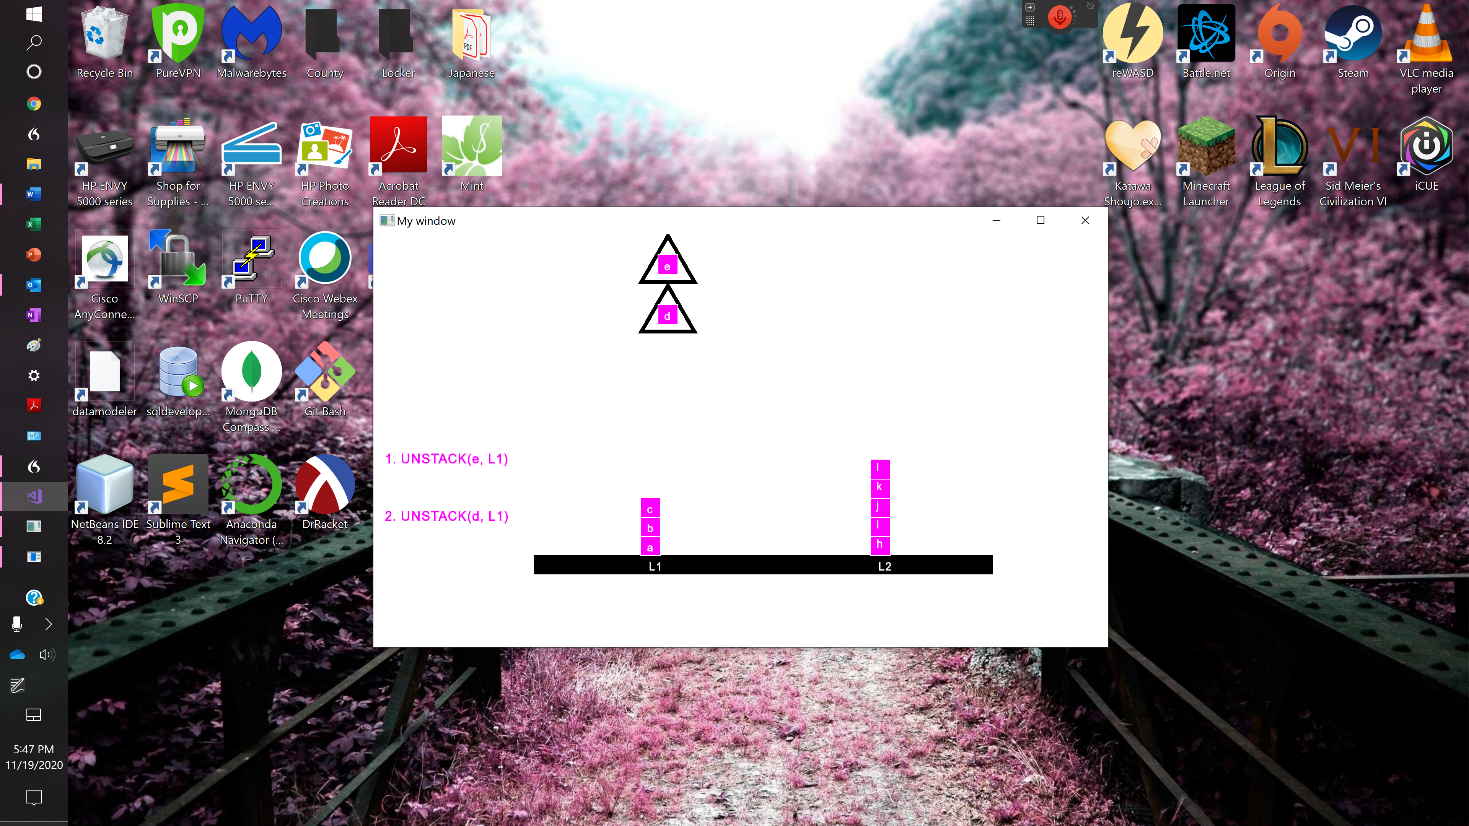 Recycle Bin
PureVPN
Malwarebytes
County
Locker
Japanese
reWASD
Battle.net
Origin
Steam
VLC media
player
HP ENVY
5000 series
Shop for
Supplies - ...
HP ENVY
5000 se...
HP Photo
Creations
Acrobat
Reader DC
Mint
Katawa
Shoujo.ex...
Minecraft
Launcher
League of
Legends
VI
Sid Meier's
Civilization VI
iCUE
Cisco
AnyConne...
WinSCP
PuTTY
Cisco Webex
Meetings
datamodeler
sqldevelop...
MongoDB
Compass...
Git Bash
NetBeans IDE
8.2
Sublime Text
3
Anaconda
Navigator (...
DrRacket
My window
e
d
1. UNSTACK(e, L1)
2. UNSTACK(d, L1)
c
b
a
l
k
j
i
h
L1
L2
5:47 PM
11/19/2020